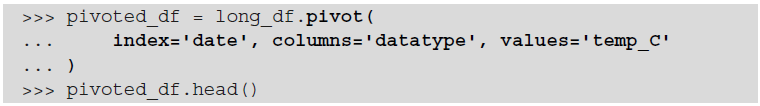 >>> pivoted_df = long_df.pivot(
...     index='date', columns='datatype', values='temp_C'
... )
>>> pivoted_df.head()